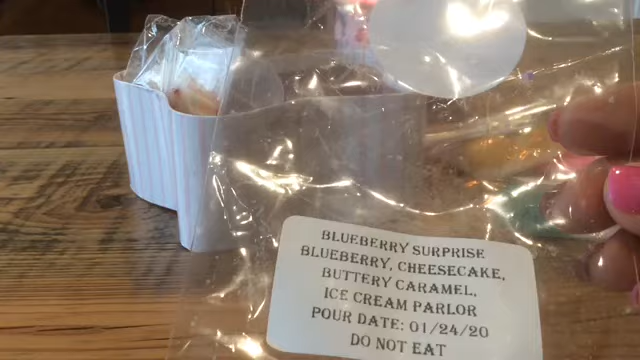 BLUEBERRY SURPRISE
BLUEBERRY, CHEESECAKE,
BUTTERY CARAMEL,
ICE CREAM PARLOR
POUR DATE: 01/24/20
DO NOT EAT